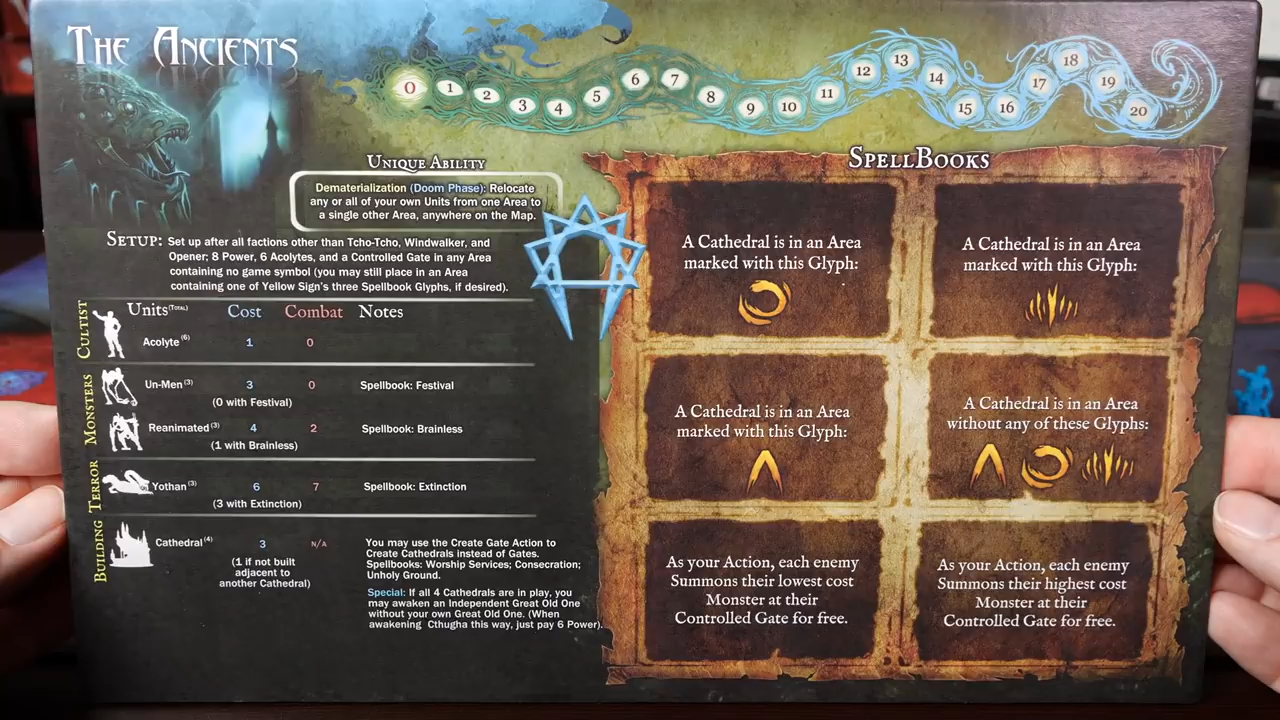 The Ancients
0 1 2 3 4 5 6 7 8 9 10 11 12 13 14 15 16 17 18 19 20
Unique Ability
Dematerialization (Doom Phase): Relocate
any or all of your own Units from one Area to
a single other Area, anywhere on the Map.
Setup: Set up after all factions other than Tcho-Tcho, Windwalker, and
Opener; 8 Power, 6 Acolytes, and a Controlled Gate in any Area
containing no game symbol (you may still place in an Area
containing one of Yellow Sign's three Spellbook Glyphs, if desired).
Units (Total) Cost Combat Notes
Cultist
Acolyte (6) 1 0
Monsters
Un-Men (3) 3 0 Spellbook: Festival
(0 with Festival)
Reanimated (3) 4 2 Spellbook: Brainless
(1 with Brainless)
Terror
Yothan (3) 6 7 Spellbook: Extinction
(3 with Extinction)
Building
Cathedral (4) 3 N/A
(1 if not built
adjacent to
another Cathedral)
You may use the Create Gate Action to
Create Cathedrals instead of Gates.
Spellbooks: Worship Services; Consecration;
Unholy Ground.
Special: If all 4 Cathedrals are in play, you
may awaken an Independent Great Old One
without your own Great Old One. (When
awakening Cthugha this way, just pay 6 Power).
SpellBooks
A Cathedral is in an Area
marked with this Glyph:
A Cathedral is in an Area
marked with this Glyph:
A Cathedral is in an Area
marked with this Glyph:
A Cathedral is in an Area
without any of these Glyphs:
As your Action, each enemy
Summons their lowest cost
Monster at their
Controlled Gate for free.
As your Action, each enemy
Summons their highest cost
Monster at their
Controlled Gate for free.